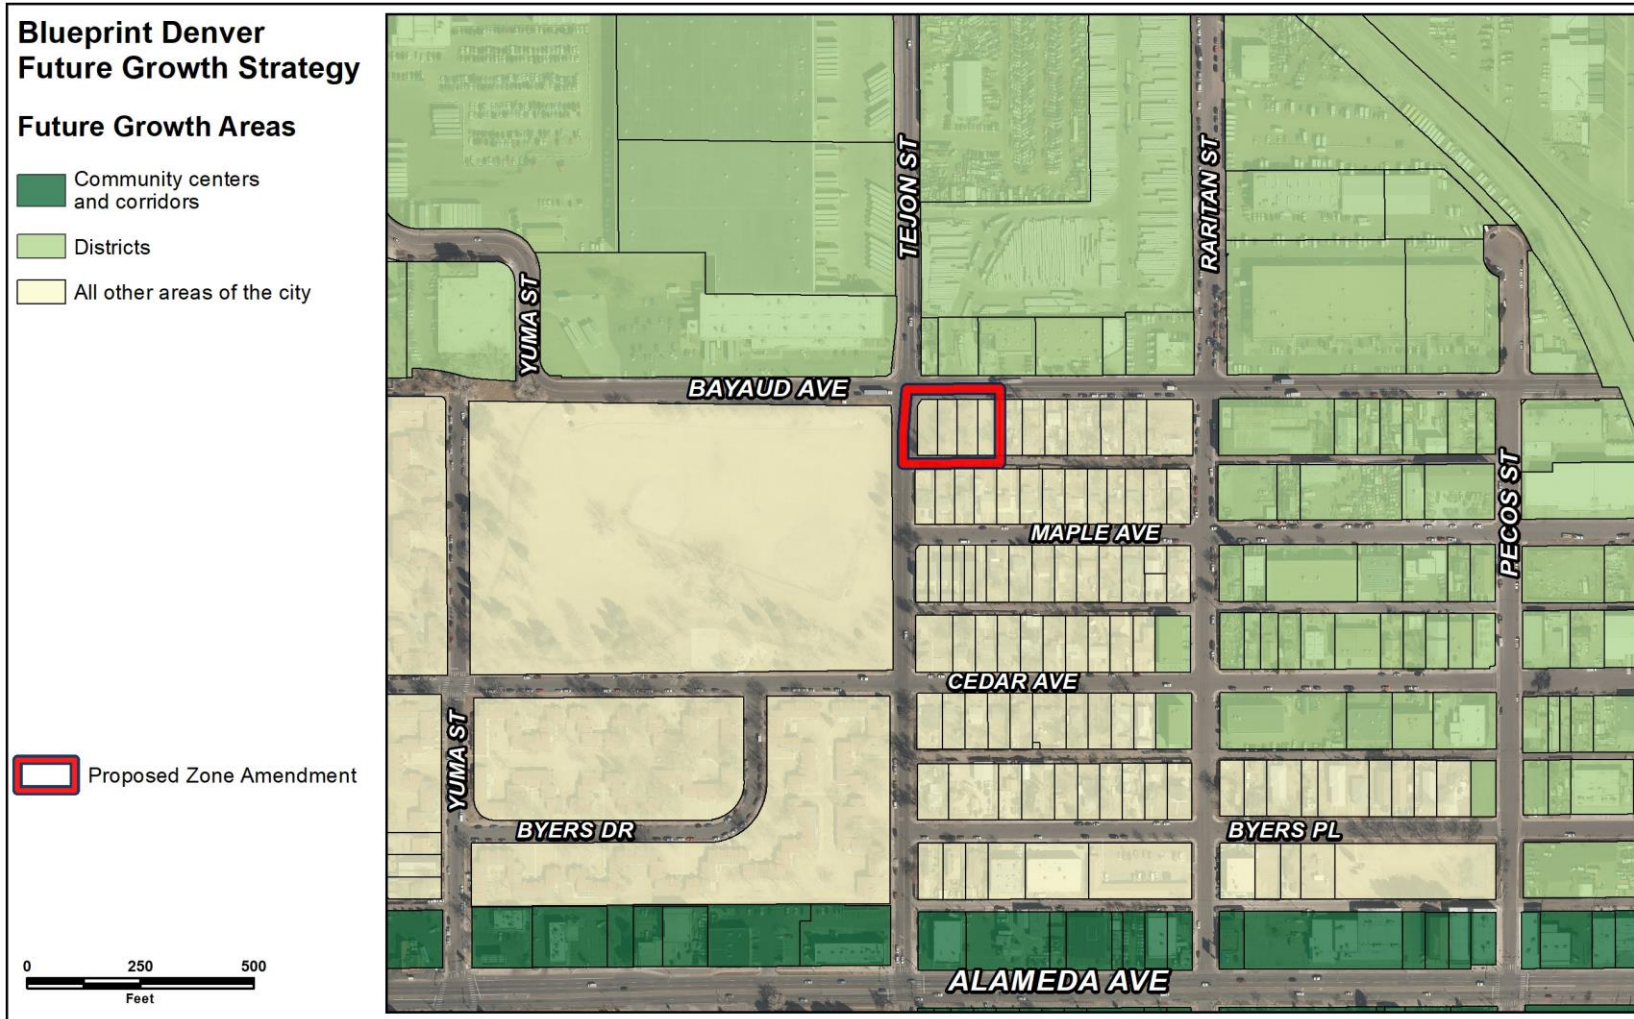 Blueprint Denver
Future Growth Strategy
Future Growth Areas
Community centers
and corridors
Districts
All other areas of the city
Proposed Zone Amendment
0 250 500
Feet
TEJON ST
RARITAN ST
YUMA ST
BAYAUD AVE
PECOS ST
MAPLE AVE
CEDAR AVE
YUMA ST
BYERS DR
BYERS PL
ALAMEDA AVE